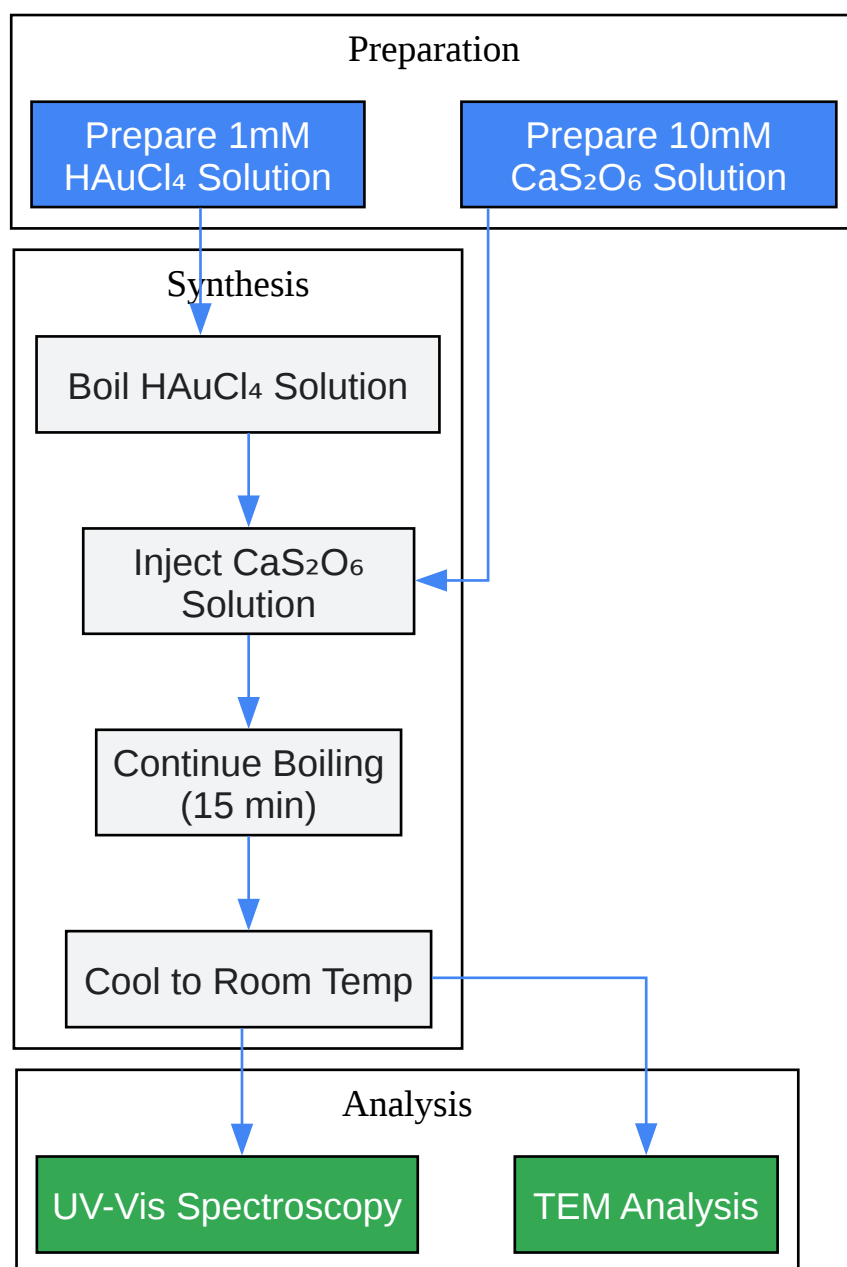 Preparation
Prepare 1mM
HAuCl₄ Solution
Prepare 10mM
CaS₂O₆ Solution
Synthesis
Boil HAuCl₄ Solution
Inject CaS₂O₆
Solution
Continue Boiling
(15 min)
Cool to Room Temp
Analysis
UV-Vis Spectroscopy
TEM Analysis